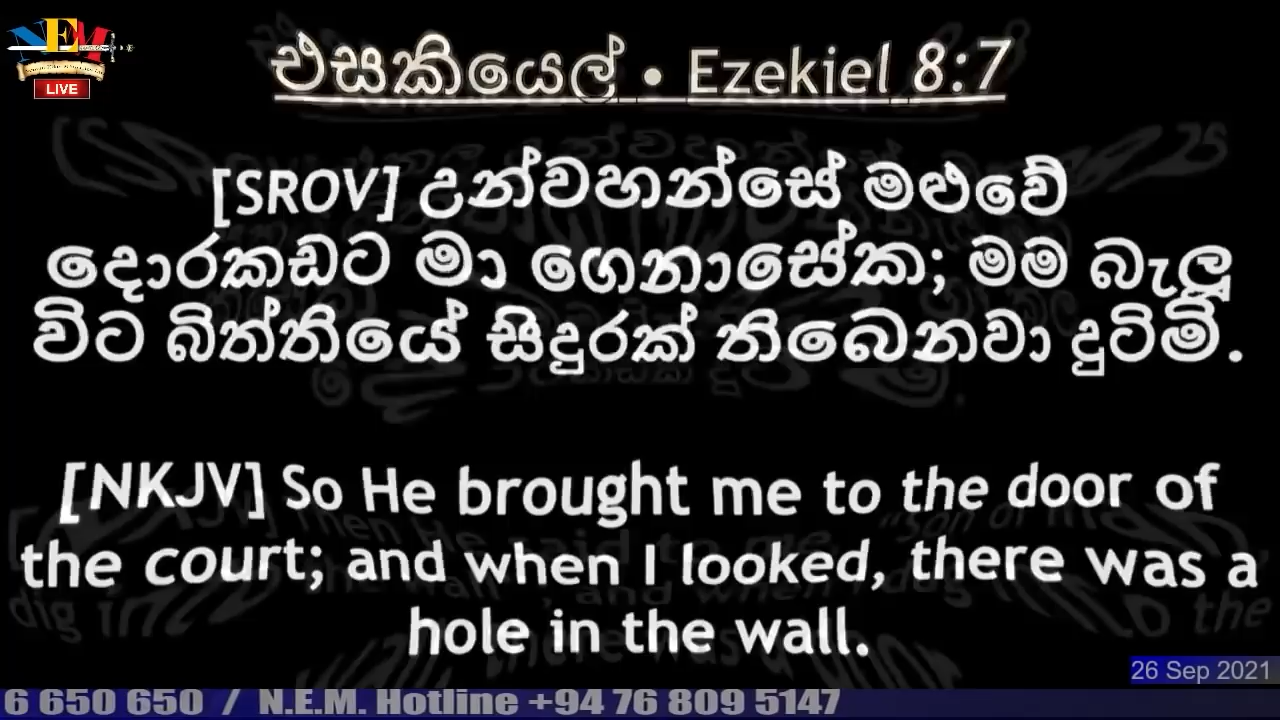 NEM
LIVE
එසකියෙල් • Ezekiel 8:7
[SROV] උන්වහන්සේ මළුවේ
දොරකඩට මා ගෙනාසේක; මම බැලූ
විට බිත්තියේ සිදුරක් තිබෙනවා දුටිමි.
[NKJV] So He brought me to the door of
the court; and when I looked, there was a
hole in the wall.
26 Sep 2021
6 650 650 / N.E.M. Hotline +94 76 809 5147